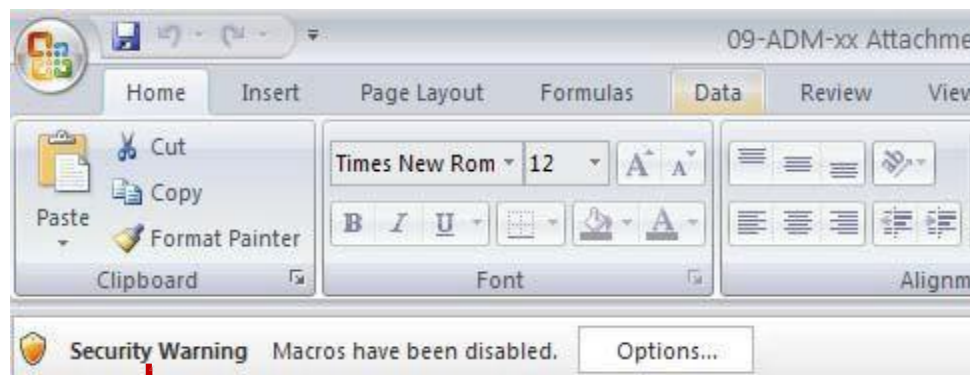 09-ADM-xx Attachme
Home Insert Page Layout Formulas Data Review View
Cut
Copy
Paste
Format Painter
Clipboard
Times New Rom 12 A A
B I U A
Font
Alignm
Security Warning Macros have been disabled. Options...